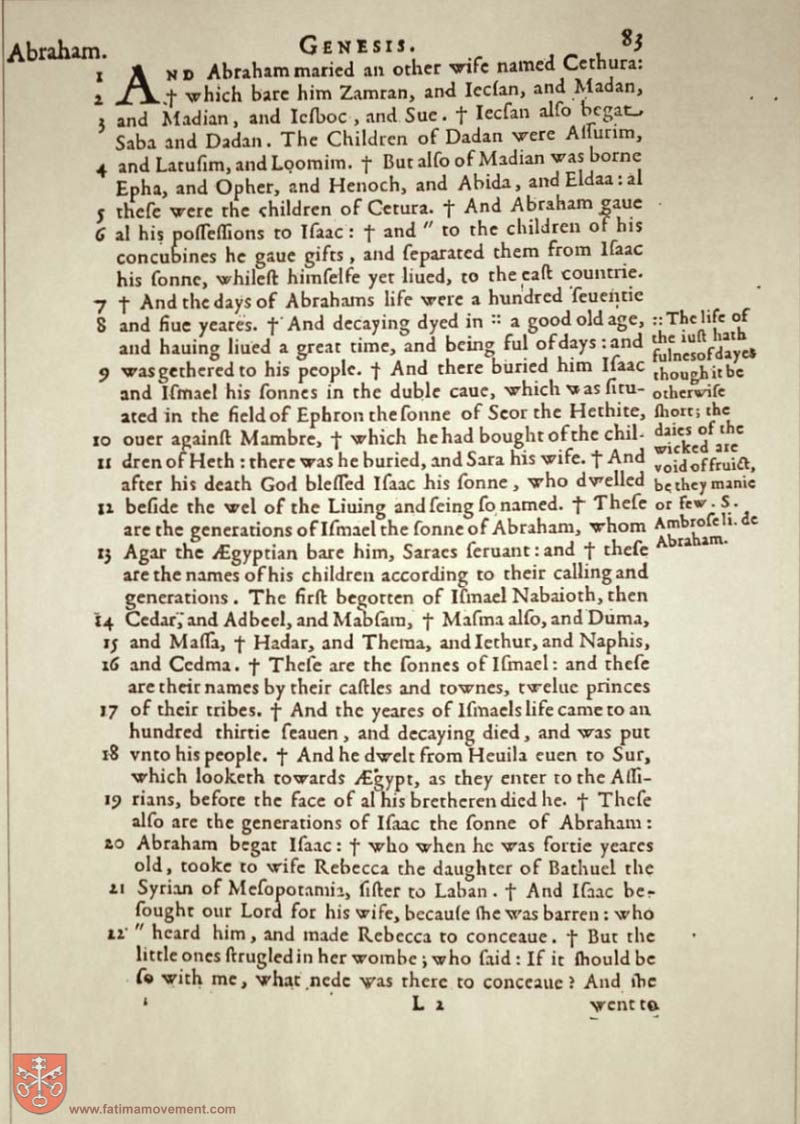 Abraham.
GENESIS.
83
1 AND Abraham maried an other wife named Cethura:
2 † which bare him Zamran, and Iecſan, and Madan,
3 and Madian, and Ieſboc, and Sue. † Iecſan alſo begat
Saba and Dadan. The Children of Dadan were Aſſurim,
4 and Latuſim, and Loomim. † But alſo of Madian was borne
Epha, and Opher, and Henoch, and Abida, and Eldaa: al
5 theſe were the children of Cetura. † And Abraham gaue
6 al his poſſeſſions to Iſaac: † and " to the children of his
concubines he gaue gifts, and ſeparated them from Iſaac
his ſonne, whileſt himſelfe yet liued, to the eaſt countrie.
7 † And the days of Abrahams life were a hundred ſeuentie
8 and fiue yeares. † And decaying dyed in :: a good old age,
and hauing liued a great time, and being ful of days: and
9 was gethered to his people. † And there buried him Iſaac
and Iſmael his ſonnes in the duble caue, which was ſitu-
ated in the field of Ephron the ſonne of Seor the Hethite,
10 ouer againſt Mambre, † which he had bought of the chil-
11 dren of Heth: there was he buried, and Sara his wife. † And
after his death God bleſſed Iſaac his ſonne, who dwelled
12 beſide the wel of the Liuing and ſeing ſo named. † Theſe
are the generations of Iſmael the ſonne of Abraham, whom
13 Agar the Ægyptian bare him, Saraes ſeruant: and † theſe
are the names of his children according to their calling and
generations. The firſt begotten of Iſmael Nabaioth, then
14 Cedar, and Adbeel, and Mabſam, † Maſma alſo, and Duma,
15 and Maſſa, † Hadar, and Thema, and Iethur, and Naphis,
16 and Cedma. † Theſe are the ſonnes of Iſmael: and theſe
are their names by their caſtles and townes, twelue princes
17 of their tribes. † And the yeares of Iſmaels life came to an
hundred thirtie ſeauen, and decaying died, and was put
18 vnto his people. † And he dwelt from Heuila euen to Sur,
which looketh towards Ægypt, as they enter to the Aſſi-
19 rians, before the face of al his bretheren died he. † Theſe
alſo are the generations of Iſaac the ſonne of Abraham:
20 Abraham begat Iſaac: † who when he was fortie yeares
old, tooke to wife Rebecca the daughter of Bathuel the
21 Syrian of Meſopotamia, ſiſter to Laban. † And Iſaac be-
ſought our Lord for his wife, becauſe ſhe was barren: who
22 " heard him, and made Rebecca to conceaue. † But the
little ones ſtrugled in her wombe; who ſaid: If it ſhould be
ſo with me, what nede was there to conceaue? And ſhe
L 2
went to
:: The life of
the iuſt hath
fulnes of dayes
though it be
otherwiſe
ſhort; the
daies of the
wicked are
void of fruict,
be they manie
or few. S.
Ambroſe li. de
Abraham.
www.fatimamovement.com